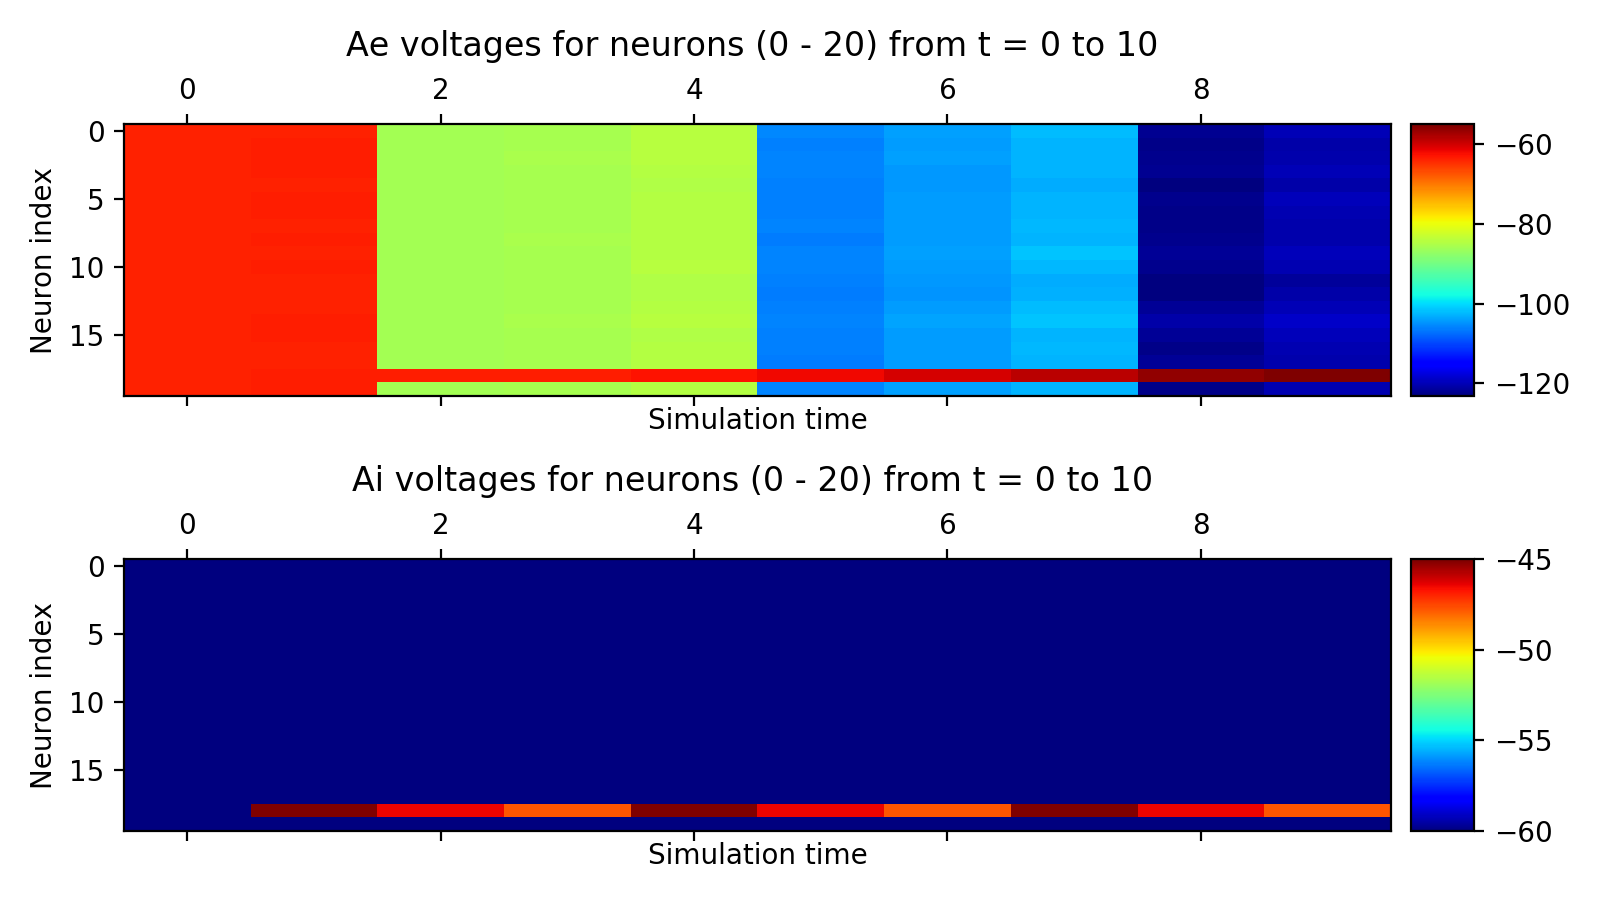 Ae voltages for neurons (0 - 20) from t = 0 to 10
0 2 4 6 8
Neuron index
0
5
10
15
−60
−80
−100
−120
Simulation time
Ai voltages for neurons (0 - 20) from t = 0 to 10
0 2 4 6 8
Neuron index
0
5
10
15
−45
−50
−55
−60
Simulation time